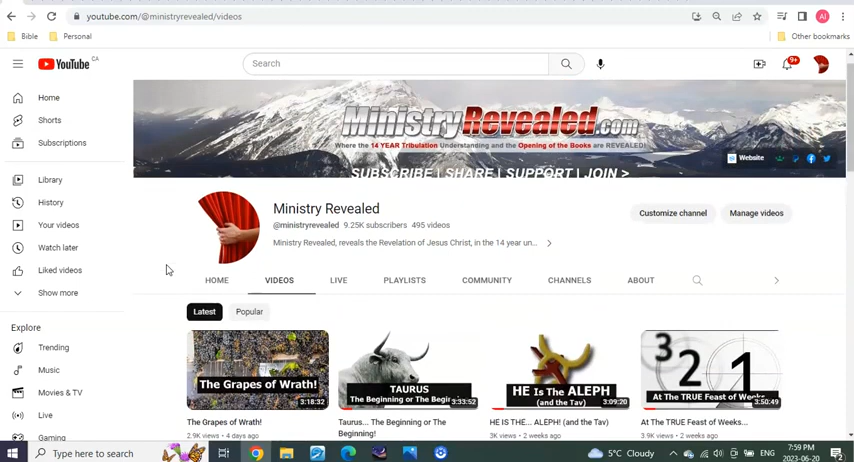 youtube.com/@ministryrevealed/videos
Bible
Personal
Other bookmarks
YouTube CA
Search
9+
AI
Home
Shorts
Subscriptions
Library
History
Your videos
Watch later
Liked videos
Show more
Explore
Trending
Music
Movies & TV
Live
Gaming
MinistryRevealed.com
Where the 14 YEAR Tribulation Understanding and the Opening of the Books are REVEALED!
SUBSCRIBE | SHARE | SUPPORT | JOIN >
Website
Ministry Revealed
@ministryrevealed 9.25K subscribers 495 videos
Ministry Revealed, reveals the Revelation of Jesus Christ, in the 14 year un...
Customize channel
Manage videos
HOME
VIDEOS
LIVE
PLAYLISTS
COMMUNITY
CHANNELS
ABOUT
Latest
Popular
The Grapes of Wrath!
3:18:32
TAURUS
The Beginning or The Begi
3:33:52
HE IS The ALEPH
(and the Tav)
3:09:20
3 2 1
At The TRUE Feast of Weeks...
3:50:49
The Grapes of Wrath!
2.9K views • 4 days ago
Taurus... The Beginning or The
Beginning!
HE IS THE... ALEPH! (and the Tav)
3K views • 2 weeks ago
At The TRUE Feast of Weeks...
3.9K views • 2 weeks ago
Type here to search
5°C Cloudy
ENG
7:59 PM
2023-06-20
2